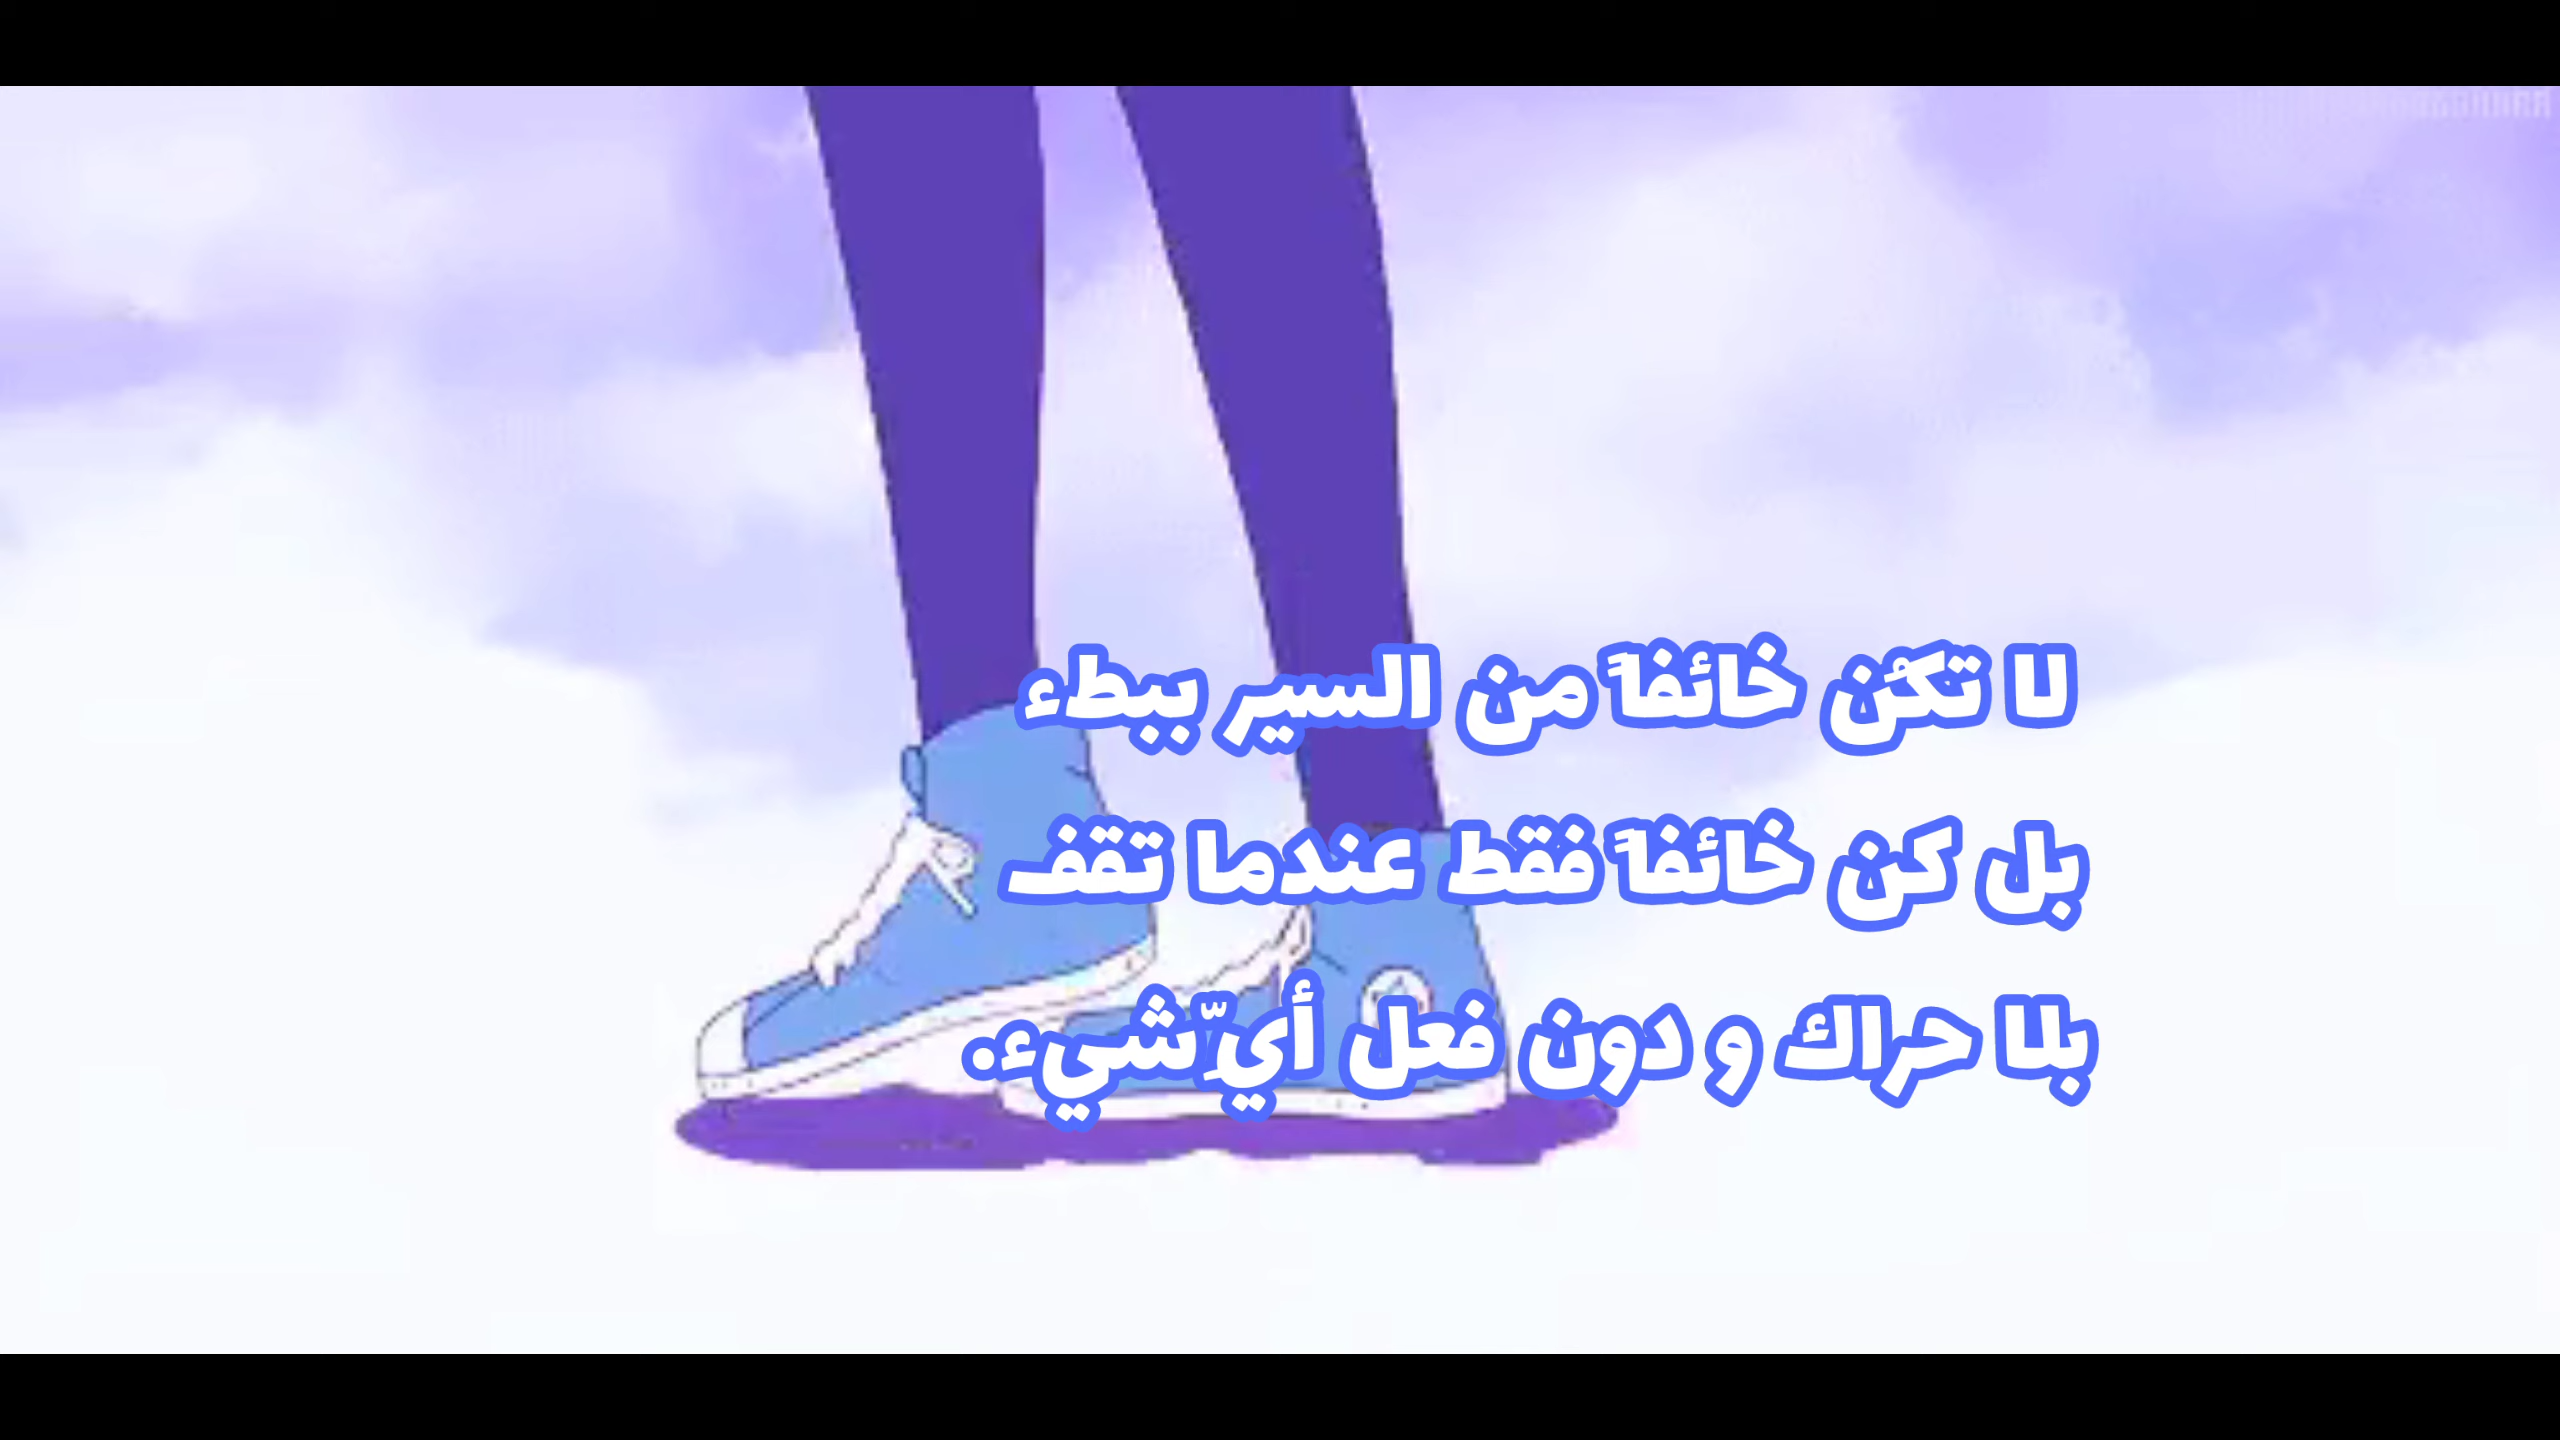 لا تكُن خائفاً من السير ببطء
بل كن خائفاً فقط عندما تقف
بلا حراك و دون فعل أيِّ شيء.